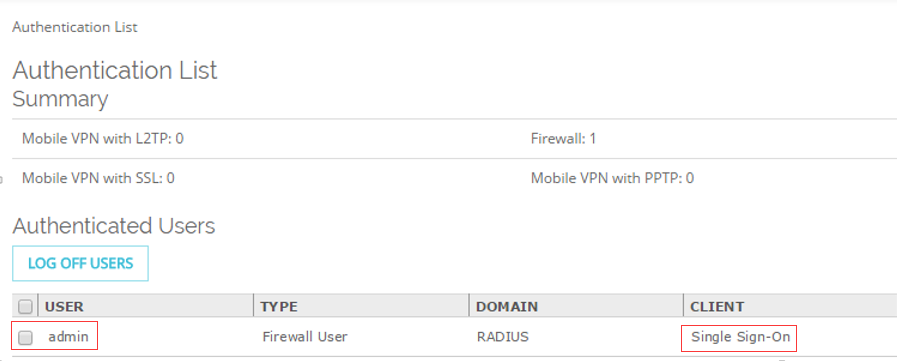 Authentication List
Authentication List
Summary
Mobile VPN with L2TP: 0 Firewall: 1
Mobile VPN with SSL: 0 Mobile VPN with PPTP: 0
Authenticated Users
LOG OFF USERS
USER TYPE DOMAIN CLIENT
admin Firewall User RADIUS Single Sign-On